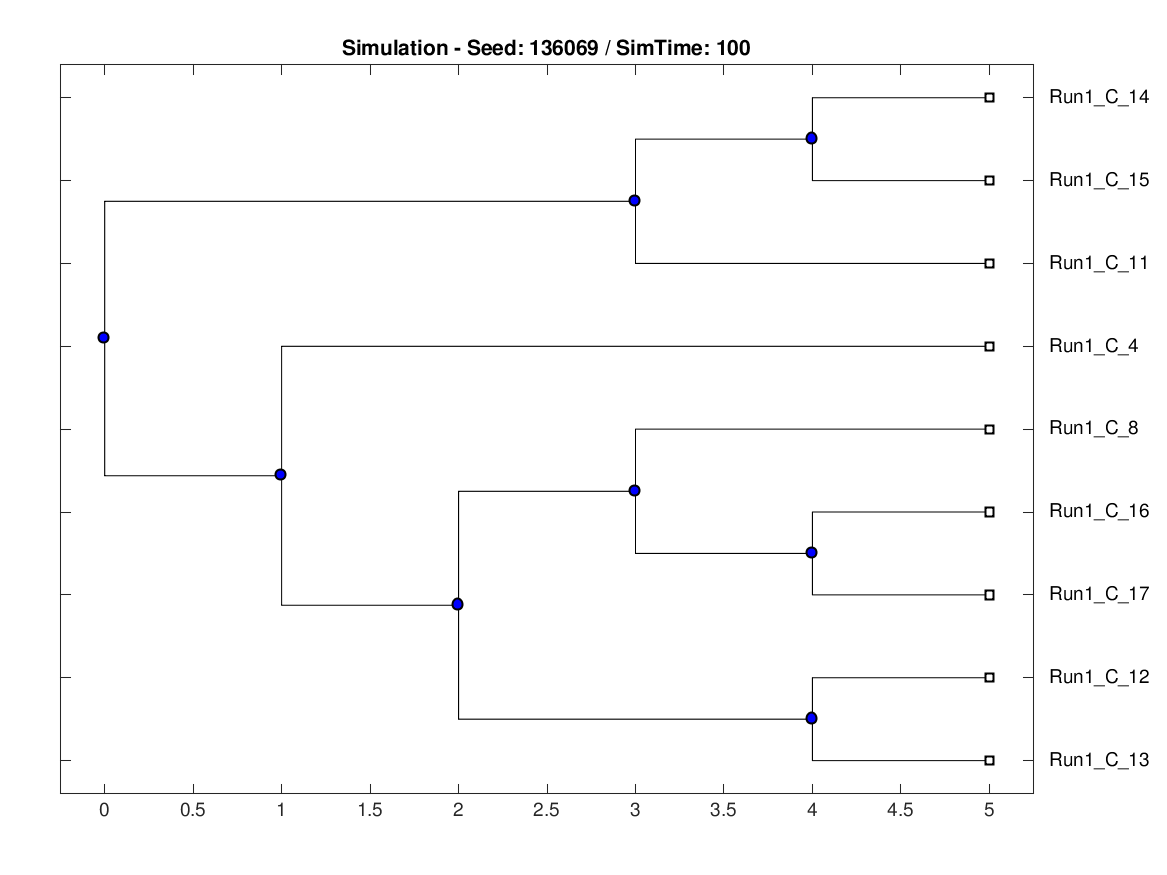 Simulation - Seed: 136069 / SimTime: 100
Run1_C_14
Run1_C_15
Run1_C_11
Run1_C_4
Run1_C_8
Run1_C_16
Run1_C_17
Run1_C_12
Run1_C_13
0 0.5 1 1.5 2 2.5 3 3.5 4 4.5 5